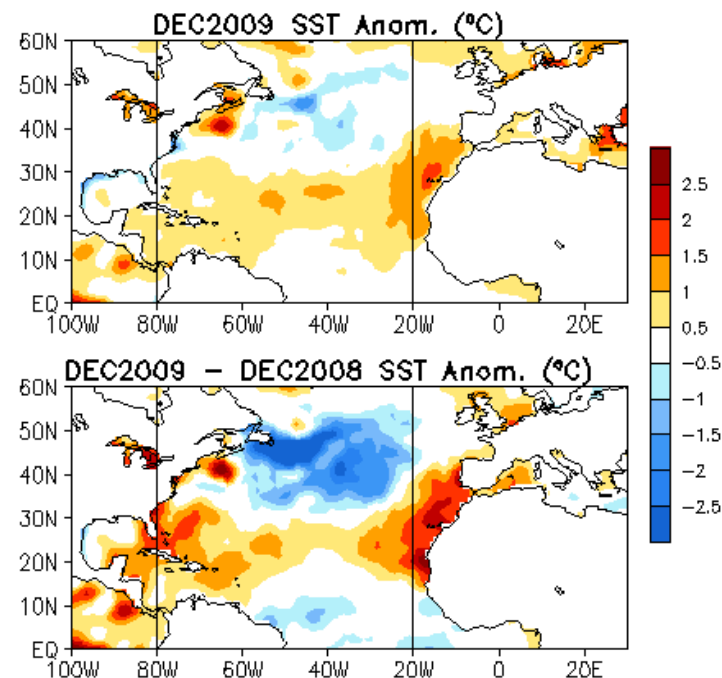 DEC2009 SST Anom. (ºC)
60N
50N
40N
30N
20N
10N
EQ
100W 80W 60W 40W 20W 0 20E
2.5
2
1.5
1
0.5
−0.5
−1
−1.5
−2
−2.5
DEC2009 − DEC2008 SST Anom. (ºC)
60N
50N
40N
30N
20N
10N
EQ
100W 80W 60W 40W 20W 0 20E